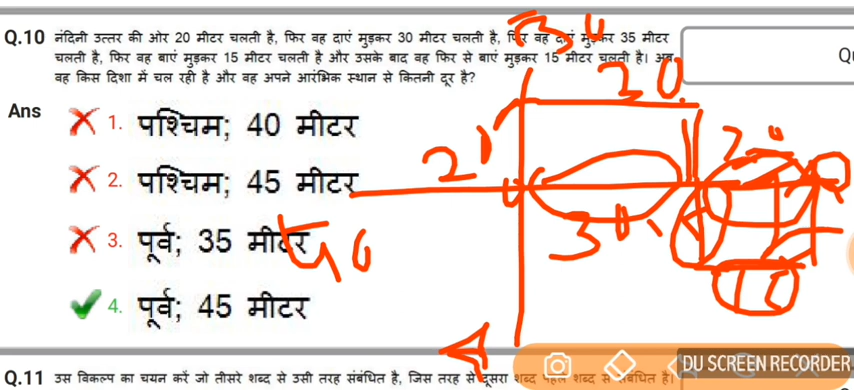 Q.10 नंदिनी उत्तर की ओर 20 मीटर चलती है, फिर वह दाएं मुड़कर 30 मीटर चलती है, फिर वह दाएं मुड़कर 35 मीटर
चलती है, फिर वह बाएं मुड़कर 15 मीटर चलती है और उसके बाद वह फिर से बाएं मुड़कर 15 मीटर चलती है। अब
वह किस दिशा में चल रही है और वह अपने आरंभिक स्थान से कितनी दूर है?
Ans
1. पश्चिम; 40 मीटर
2. पश्चिम; 45 मीटर
3. पूर्व; 35 मीटर
4. पूर्व; 45 मीटर
20
30
DU SCREEN RECORDER
Q.11 उस विकल्प का चयन करें जो तीसरे शब्द से उसी तरह संबंधित है, जिस तरह से दूसरा शब्द पहले शब्द से संबंधित है।